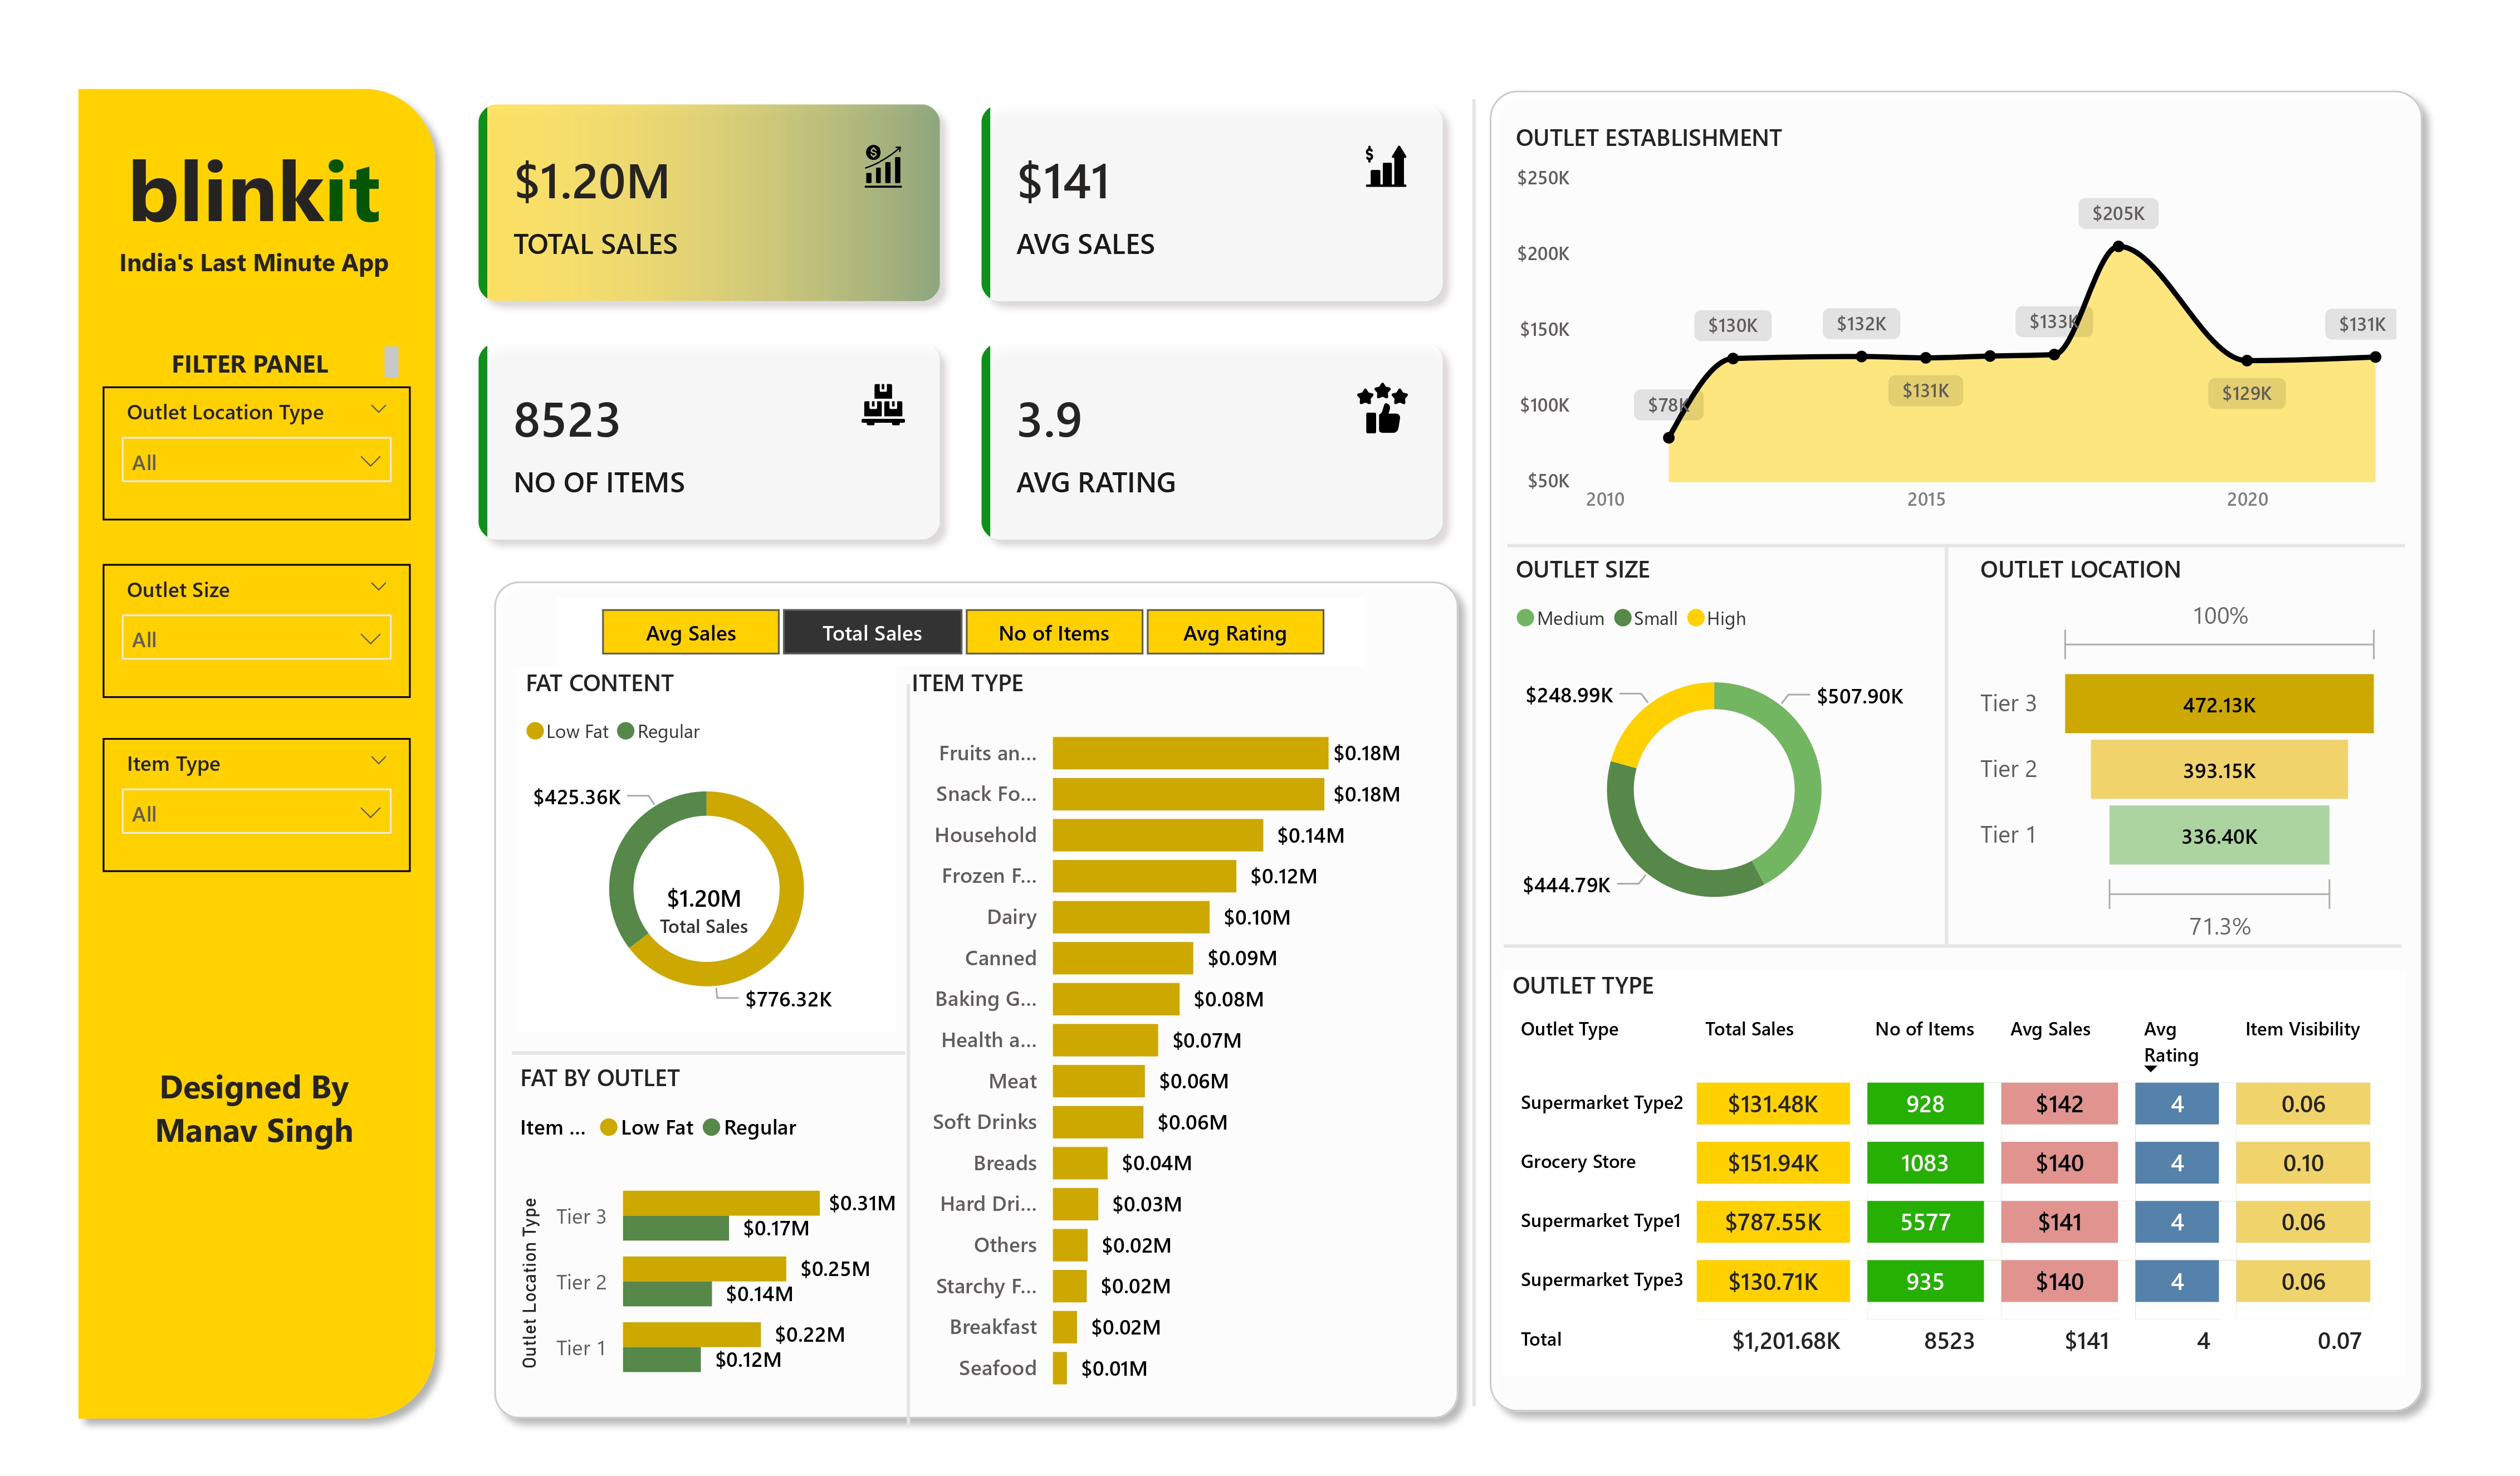 blinkit
India's Last Minute App
FILTER PANEL
Outlet Location Type
All
Outlet Size
All
Item Type
All
Designed By
Manav Singh
$1.20M
TOTAL SALES
$141
AVG SALES
8523
NO OF ITEMS
3.9
AVG RATING
Avg Sales Total Sales No of Items Avg Rating
FAT CONTENT
Low Fat Regular
$425.36K
$1.20M
Total Sales
$776.32K
FAT BY OUTLET
Item ... Low Fat Regular
Outlet Location Type
Tier 3 $0.31M
$0.17M
Tier 2 $0.25M
$0.14M
Tier 1 $0.22M
$0.12M
ITEM TYPE
Fruits an... $0.18M
Snack Fo... $0.18M
Household $0.14M
Frozen F... $0.12M
Dairy $0.10M
Canned $0.09M
Baking G... $0.08M
Health a... $0.07M
Meat $0.06M
Soft Drinks $0.06M
Breads $0.04M
Hard Dri... $0.03M
Others $0.02M
Starchy F... $0.02M
Breakfast $0.02M
Seafood $0.01M
OUTLET ESTABLISHMENT
$250K
$200K
$150K
$100K
$50K
$78K $130K $132K $131K $133K $205K $129K $131K
2010 2015 2020
OUTLET SIZE
Medium Small High
$248.99K $507.90K
$444.79K
OUTLET LOCATION
100%
Tier 3 472.13K
Tier 2 393.15K
Tier 1 336.40K
71.3%
OUTLET TYPE
Outlet Type Total Sales No of Items Avg Sales Avg Rating Item Visibility
Supermarket Type2 $131.48K 928 $142 4 0.06
Grocery Store $151.94K 1083 $140 4 0.10
Supermarket Type1 $787.55K 5577 $141 4 0.06
Supermarket Type3 $130.71K 935 $140 4 0.06
Total $1,201.68K 8523 $141 4 0.07